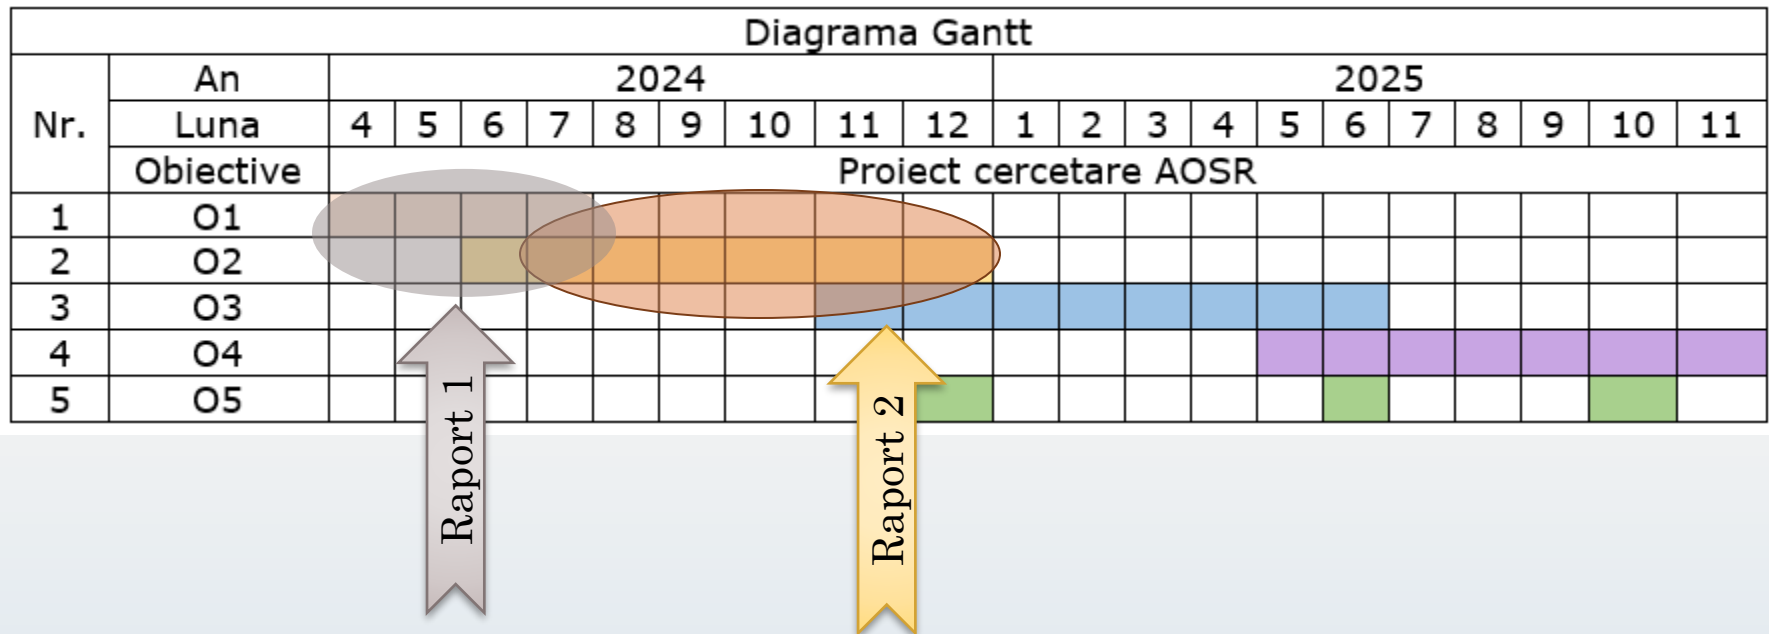 Diagrama Gantt
An 2024 2025
Nr. Luna 4 5 6 7 8 9 10 11 12 1 2 3 4 5 6 7 8 9 10 11
Obiective Proiect cercetare AOSR
1 O1
2 O2
3 O3
4 O4
5 O5
Raport 1
Raport 2